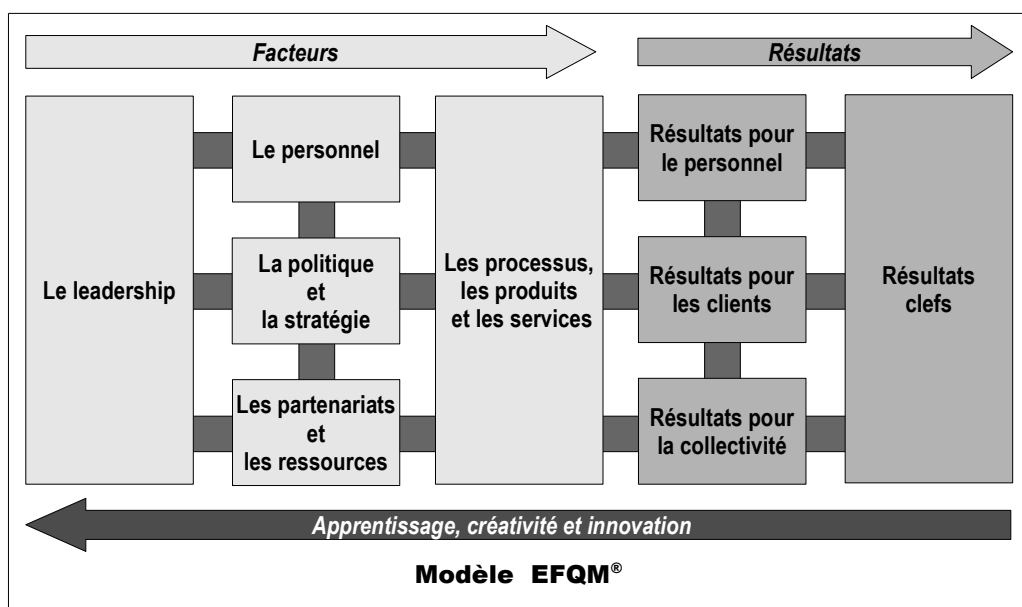 Facteurs
Résultats
Le leadership
Le personnel
La politique
et
la stratégie
Les partenariats
et
les ressources
Les processus,
les produits
et les services
Résultats pour
le personnel
Résultats pour
les clients
Résultats pour
la collectivité
Résultats
clefs
Apprentissage, créativité et innovation
Modèle EFQM®